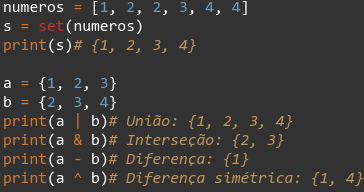 numeros = [1, 2, 2, 3, 4, 4]
s = set(numeros)
print(s)# {1, 2, 3, 4}

a = {1, 2, 3}
b = {2, 3, 4}
print(a | b)# União: {1, 2, 3, 4}
print(a & b)# Interseção: {2, 3}
print(a - b)# Diferença: {1}
print(a ^ b)# Diferença simétrica: {1, 4}